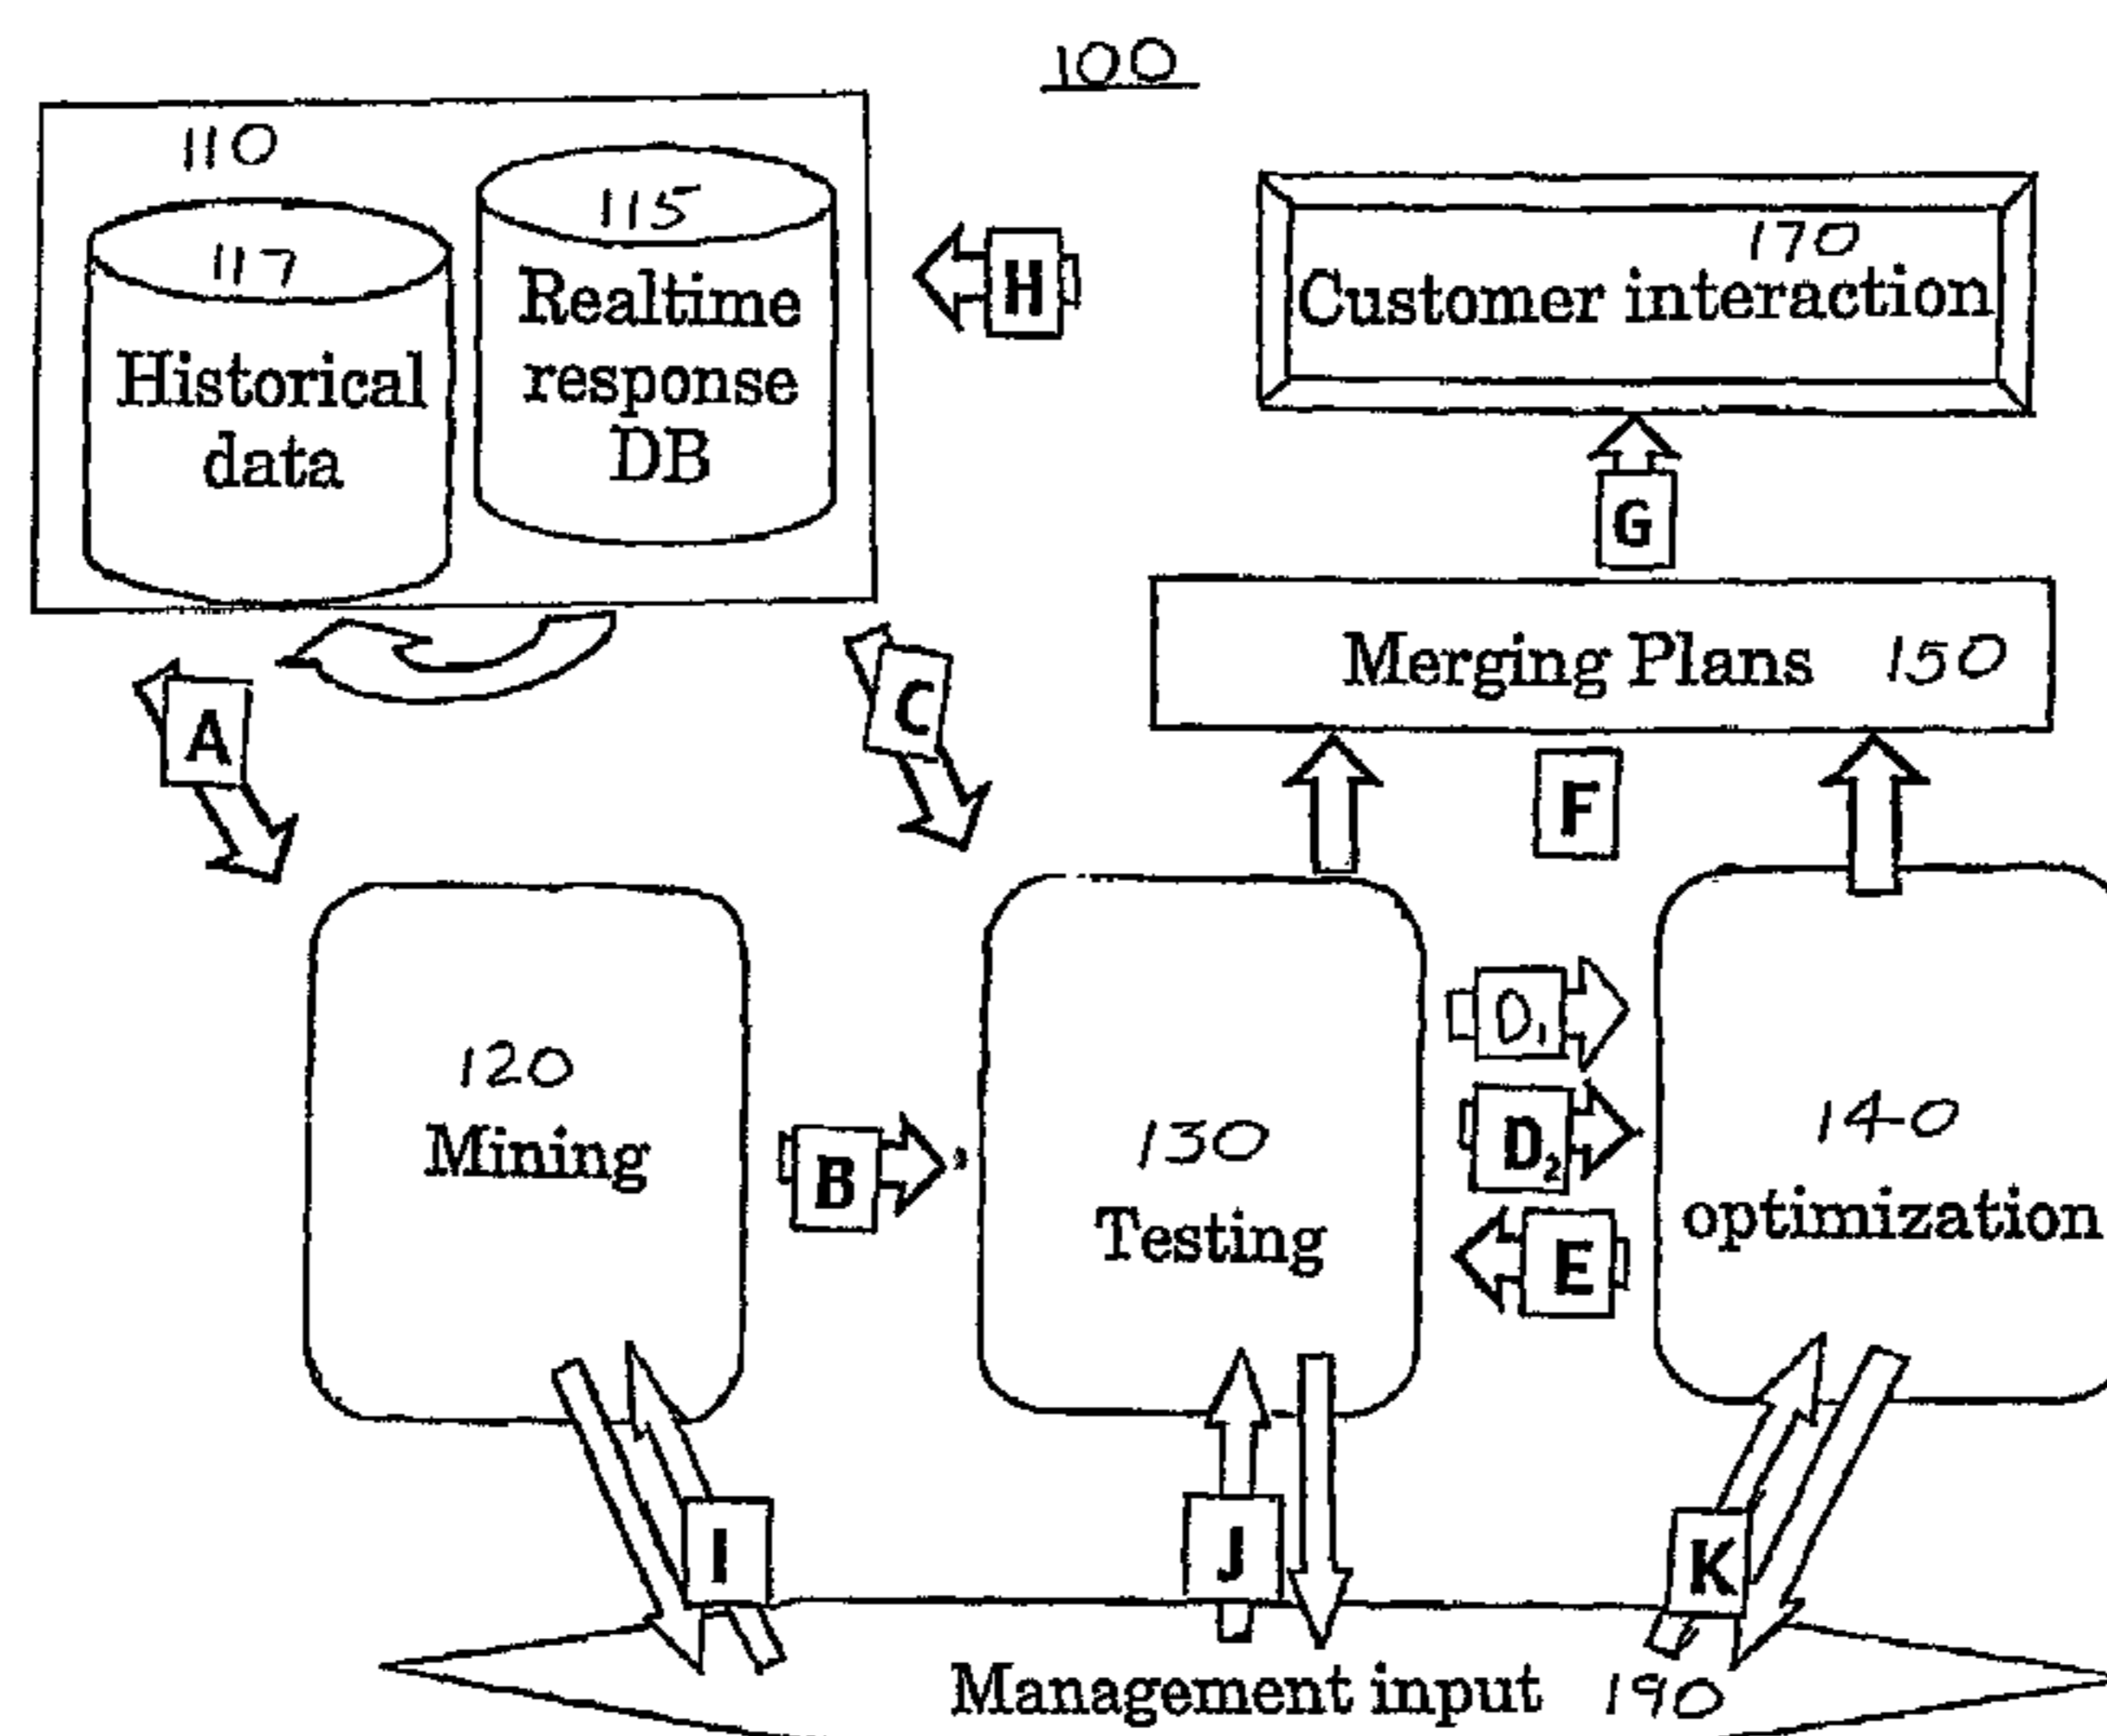 100
110
115
117
Realtime
response
DB
Historical
data
H
170
Customer interaction
G
Merging Plans 150
A
C
F
120
Mining
B
130
Testing
D1
D2
E
140
optimization
I
J
K
Management input 190